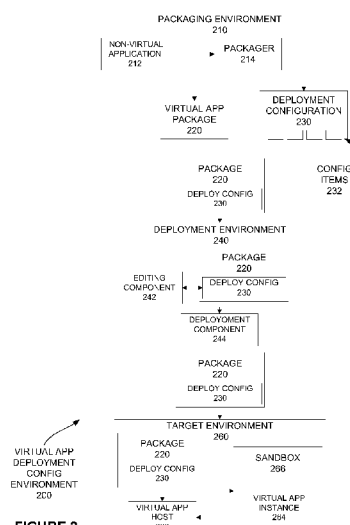 PACKAGING ENVIRONMENT
210
NON-VIRTUAL
APPLICATION
212
PACKAGER
214
VIRTUAL APP
PACKAGE
220
DEPLOYMENT
CONFIGURATION
230
PACKAGE
220
DEPLOY CONFIG
230
CONFIG
ITEMS
232
DEPLOYMENT ENVIRONMENT
240
PACKAGE
220
EDITING
COMPONENT
242
DEPLOY CONFIG
230
DEPLOYOMENT
COMPONENT
244
PACKAGE
220
DEPLOY CONFIG
230
TARGET ENVIRONMENT
260
PACKAGE
220
DEPLOY CONFIG
230
SANDBOX
266
VIRTUAL APP
DEPLOYMENT
CONFIG
ENVIRONMENT
200
VIRTUAL APP
HOST
VIRTUAL APP
INSTANCE
264